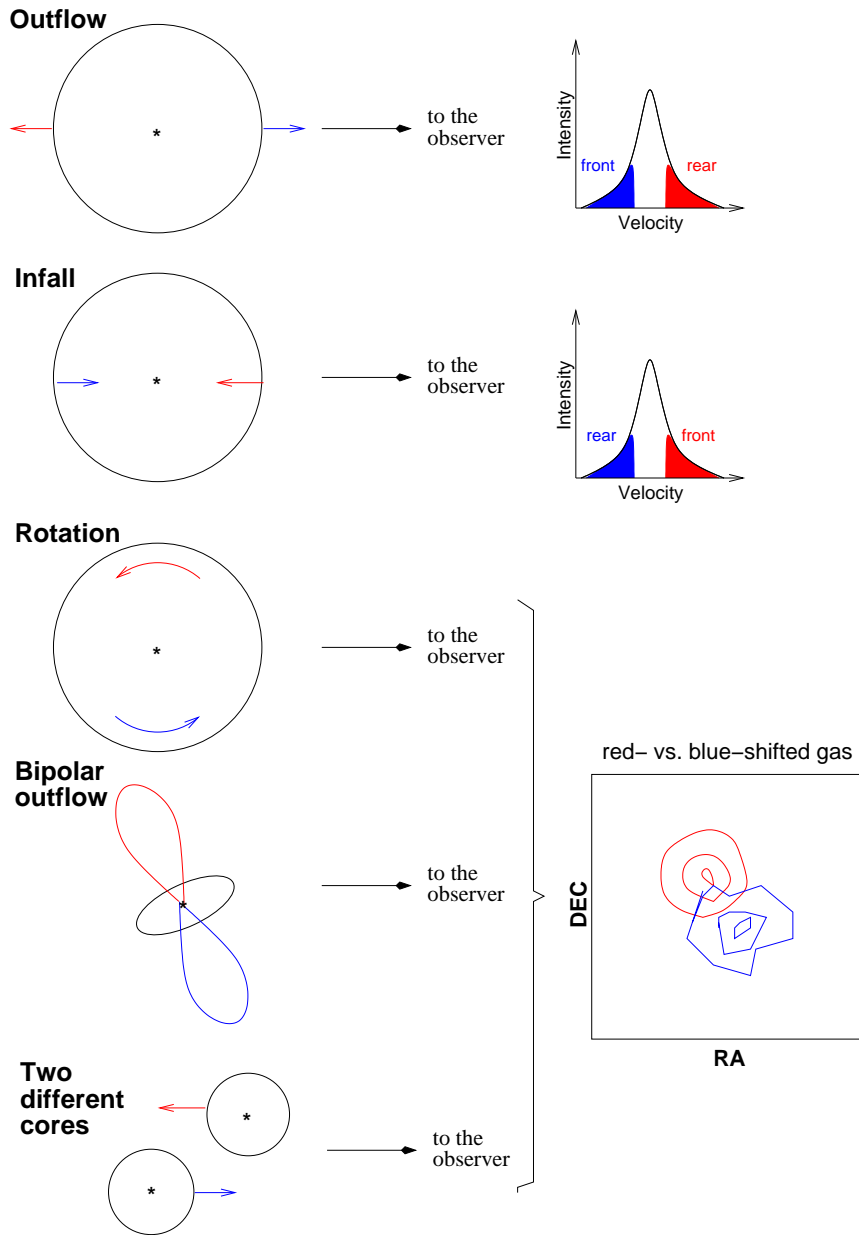 Outflow
to the
observer
Intensity
front
rear
Velocity
Infall
to the
observer
Intensity
rear
front
Velocity
Rotation
to the
observer
Bipolar
outflow
to the
observer
red- vs. blue-shifted gas
DEC
RA
Two
different
cores
to the
observer